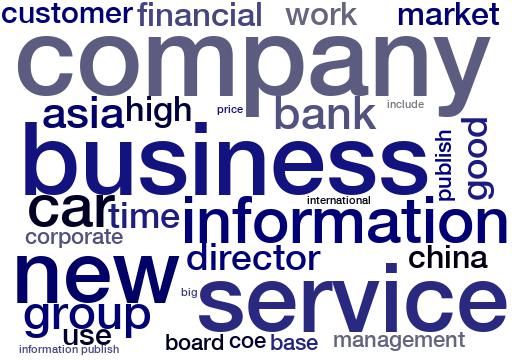 customer financial work market
company
asia high price bank include
business publish good
car time international information
corporate
new director china
group big service
use board coe base management
information publish